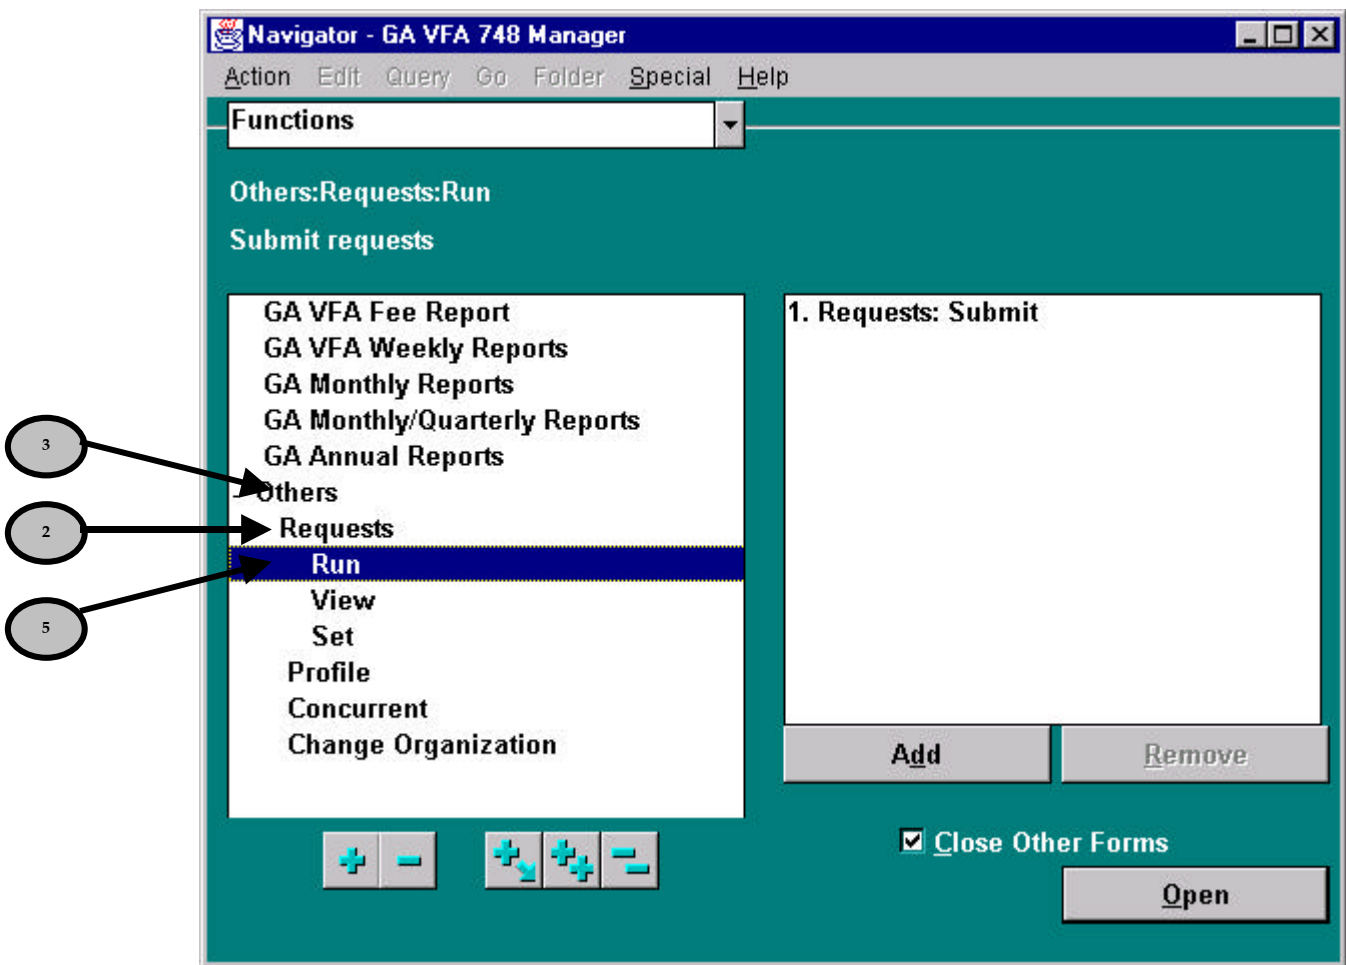 Navigator - GA VFA 748 Manager
Action Edit Query Go Folder Special Help
Functions
Others:Requests:Run
Submit requests
GA VFA Fee Report
GA VFA Weekly Reports
GA Monthly Reports
GA Monthly/Quarterly Reports
GA Annual Reports
- Others
Requests
Run
View
Set
Profile
Concurrent
Change Organization
1. Requests: Submit
Add Remove
Close Other Forms
Open
3
2
5